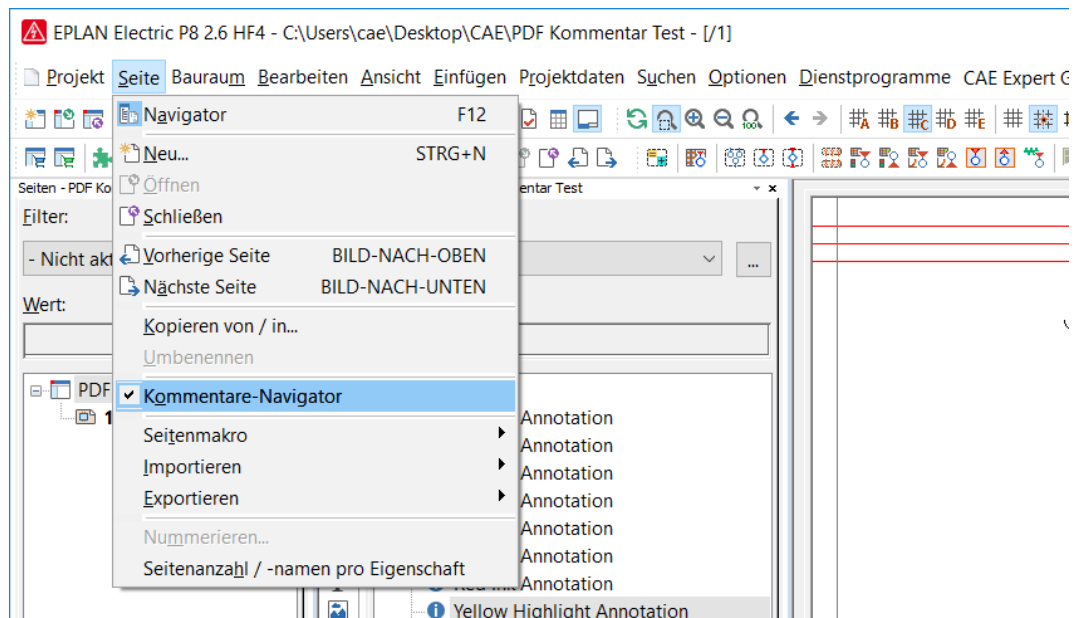 EPLAN Electric P8 2.6 HF4 - C:\Users\cae\Desktop\CAE\PDF Kommentar Test - [/1]
Projekt Seite Bauraum Bearbeiten Ansicht Einfügen Projektdaten Suchen Optionen Dienstprogramme CAE Expert G
Navigator F12
Neu... STRG+N
Öffnen
Schließen
Vorherige Seite BILD-NACH-OBEN
Nächste Seite BILD-NACH-UNTEN
Kopieren von / in...
Umbenennen
Kommentare-Navigator
Seitenmakro
Importieren
Exportieren
Nummerieren...
Seitenanzahl / -namen pro Eigenschaft
Seiten - PDF Ko
entar Test
Filter:
- Nicht akt
...
Wert:
PDF
1
Annotation
Annotation
Annotation
Annotation
Annotation
Annotation
Red Ink Annotation
Yellow Highlight Annotation